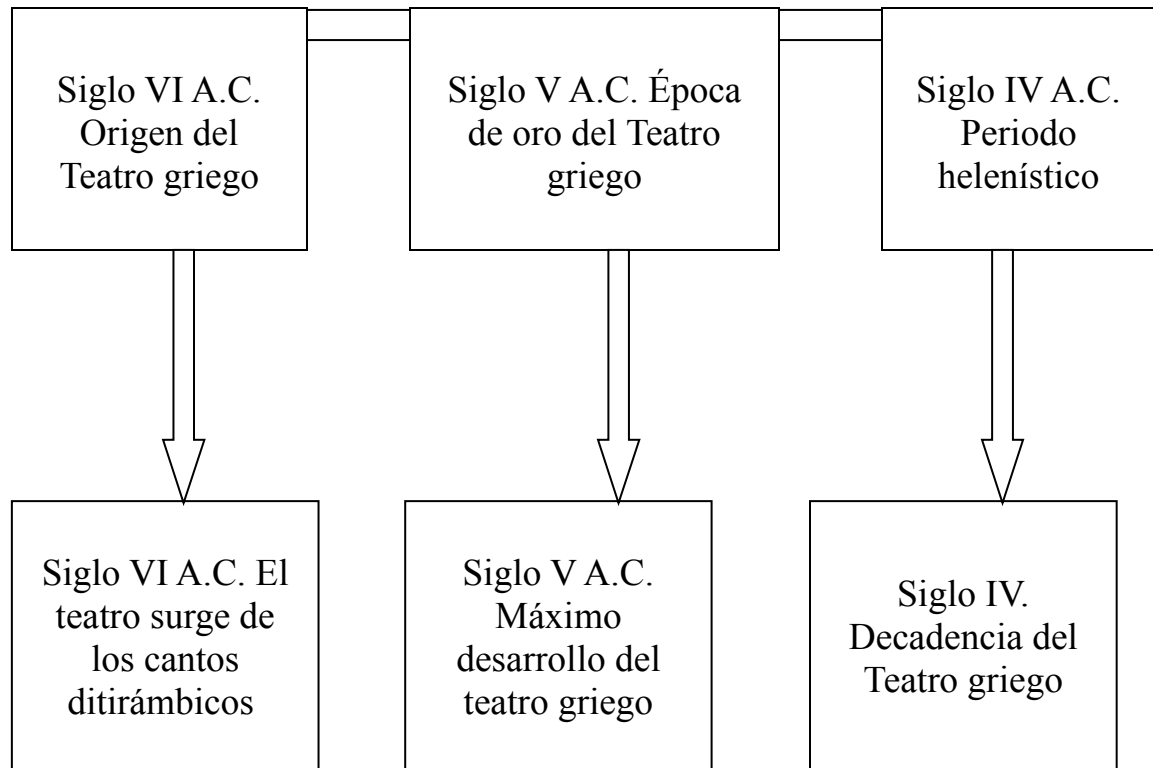 Siglo VI A.C.
Origen del
Teatro griego
Siglo V A.C. Época
de oro del Teatro
griego
Siglo IV A.C.
Periodo
helenístico
Siglo VI A.C. El
teatro surge de
los cantos
ditirámbicos
Siglo V A.C.
Máximo
desarrollo del
teatro griego
Siglo IV.
Decadencia del
Teatro griego